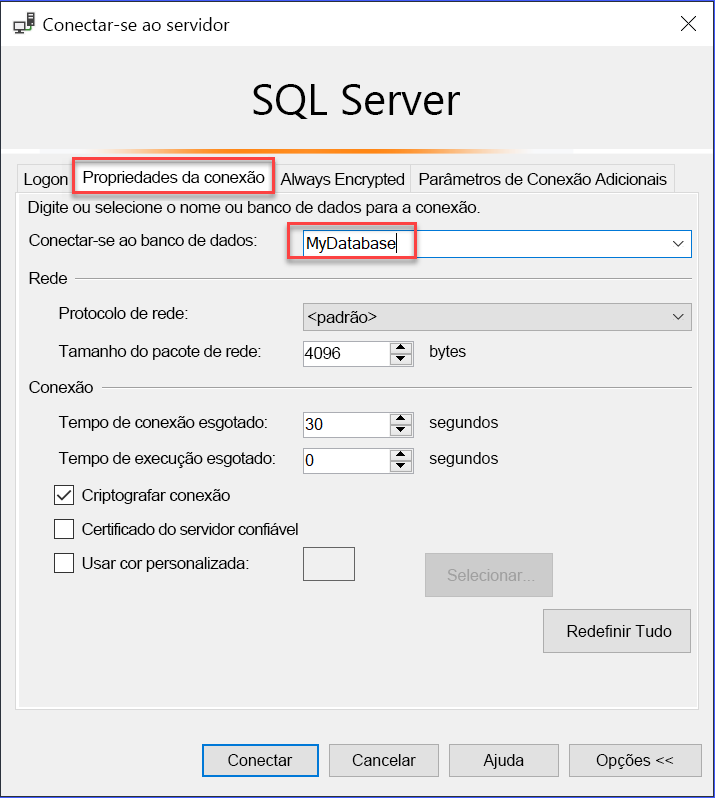 Conectar-se ao servidor
SQL Server
Logon Propriedades da conexão Always Encrypted Parâmetros de Conexão Adicionais
Digite ou selecione o nome ou banco de dados para a conexão.
Conectar-se ao banco de dados: MyDatabase
Rede
Protocolo de rede: <padrão>
Tamanho do pacote de rede: 4096 bytes
Conexão
Tempo de conexão esgotado: 30 segundos
Tempo de execução esgotado: 0 segundos
Criptografar conexão
Certificado do servidor confiável
Usar cor personalizada: Selecionar...
Redefinir Tudo
Conectar Cancelar Ajuda Opções <<